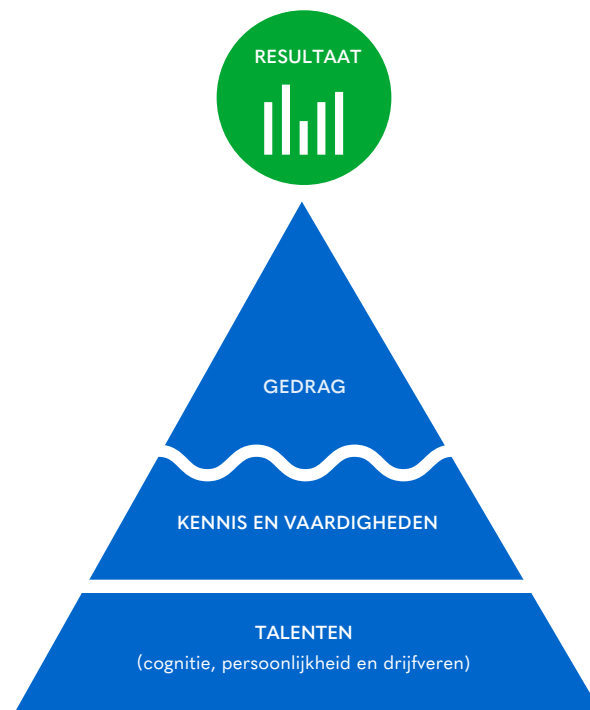 RESULTAAT
GEDRAG
KENNIS EN VAARDIGHEDEN
TALENTEN
(cognitie, persoonlijkheid en drijfveren)